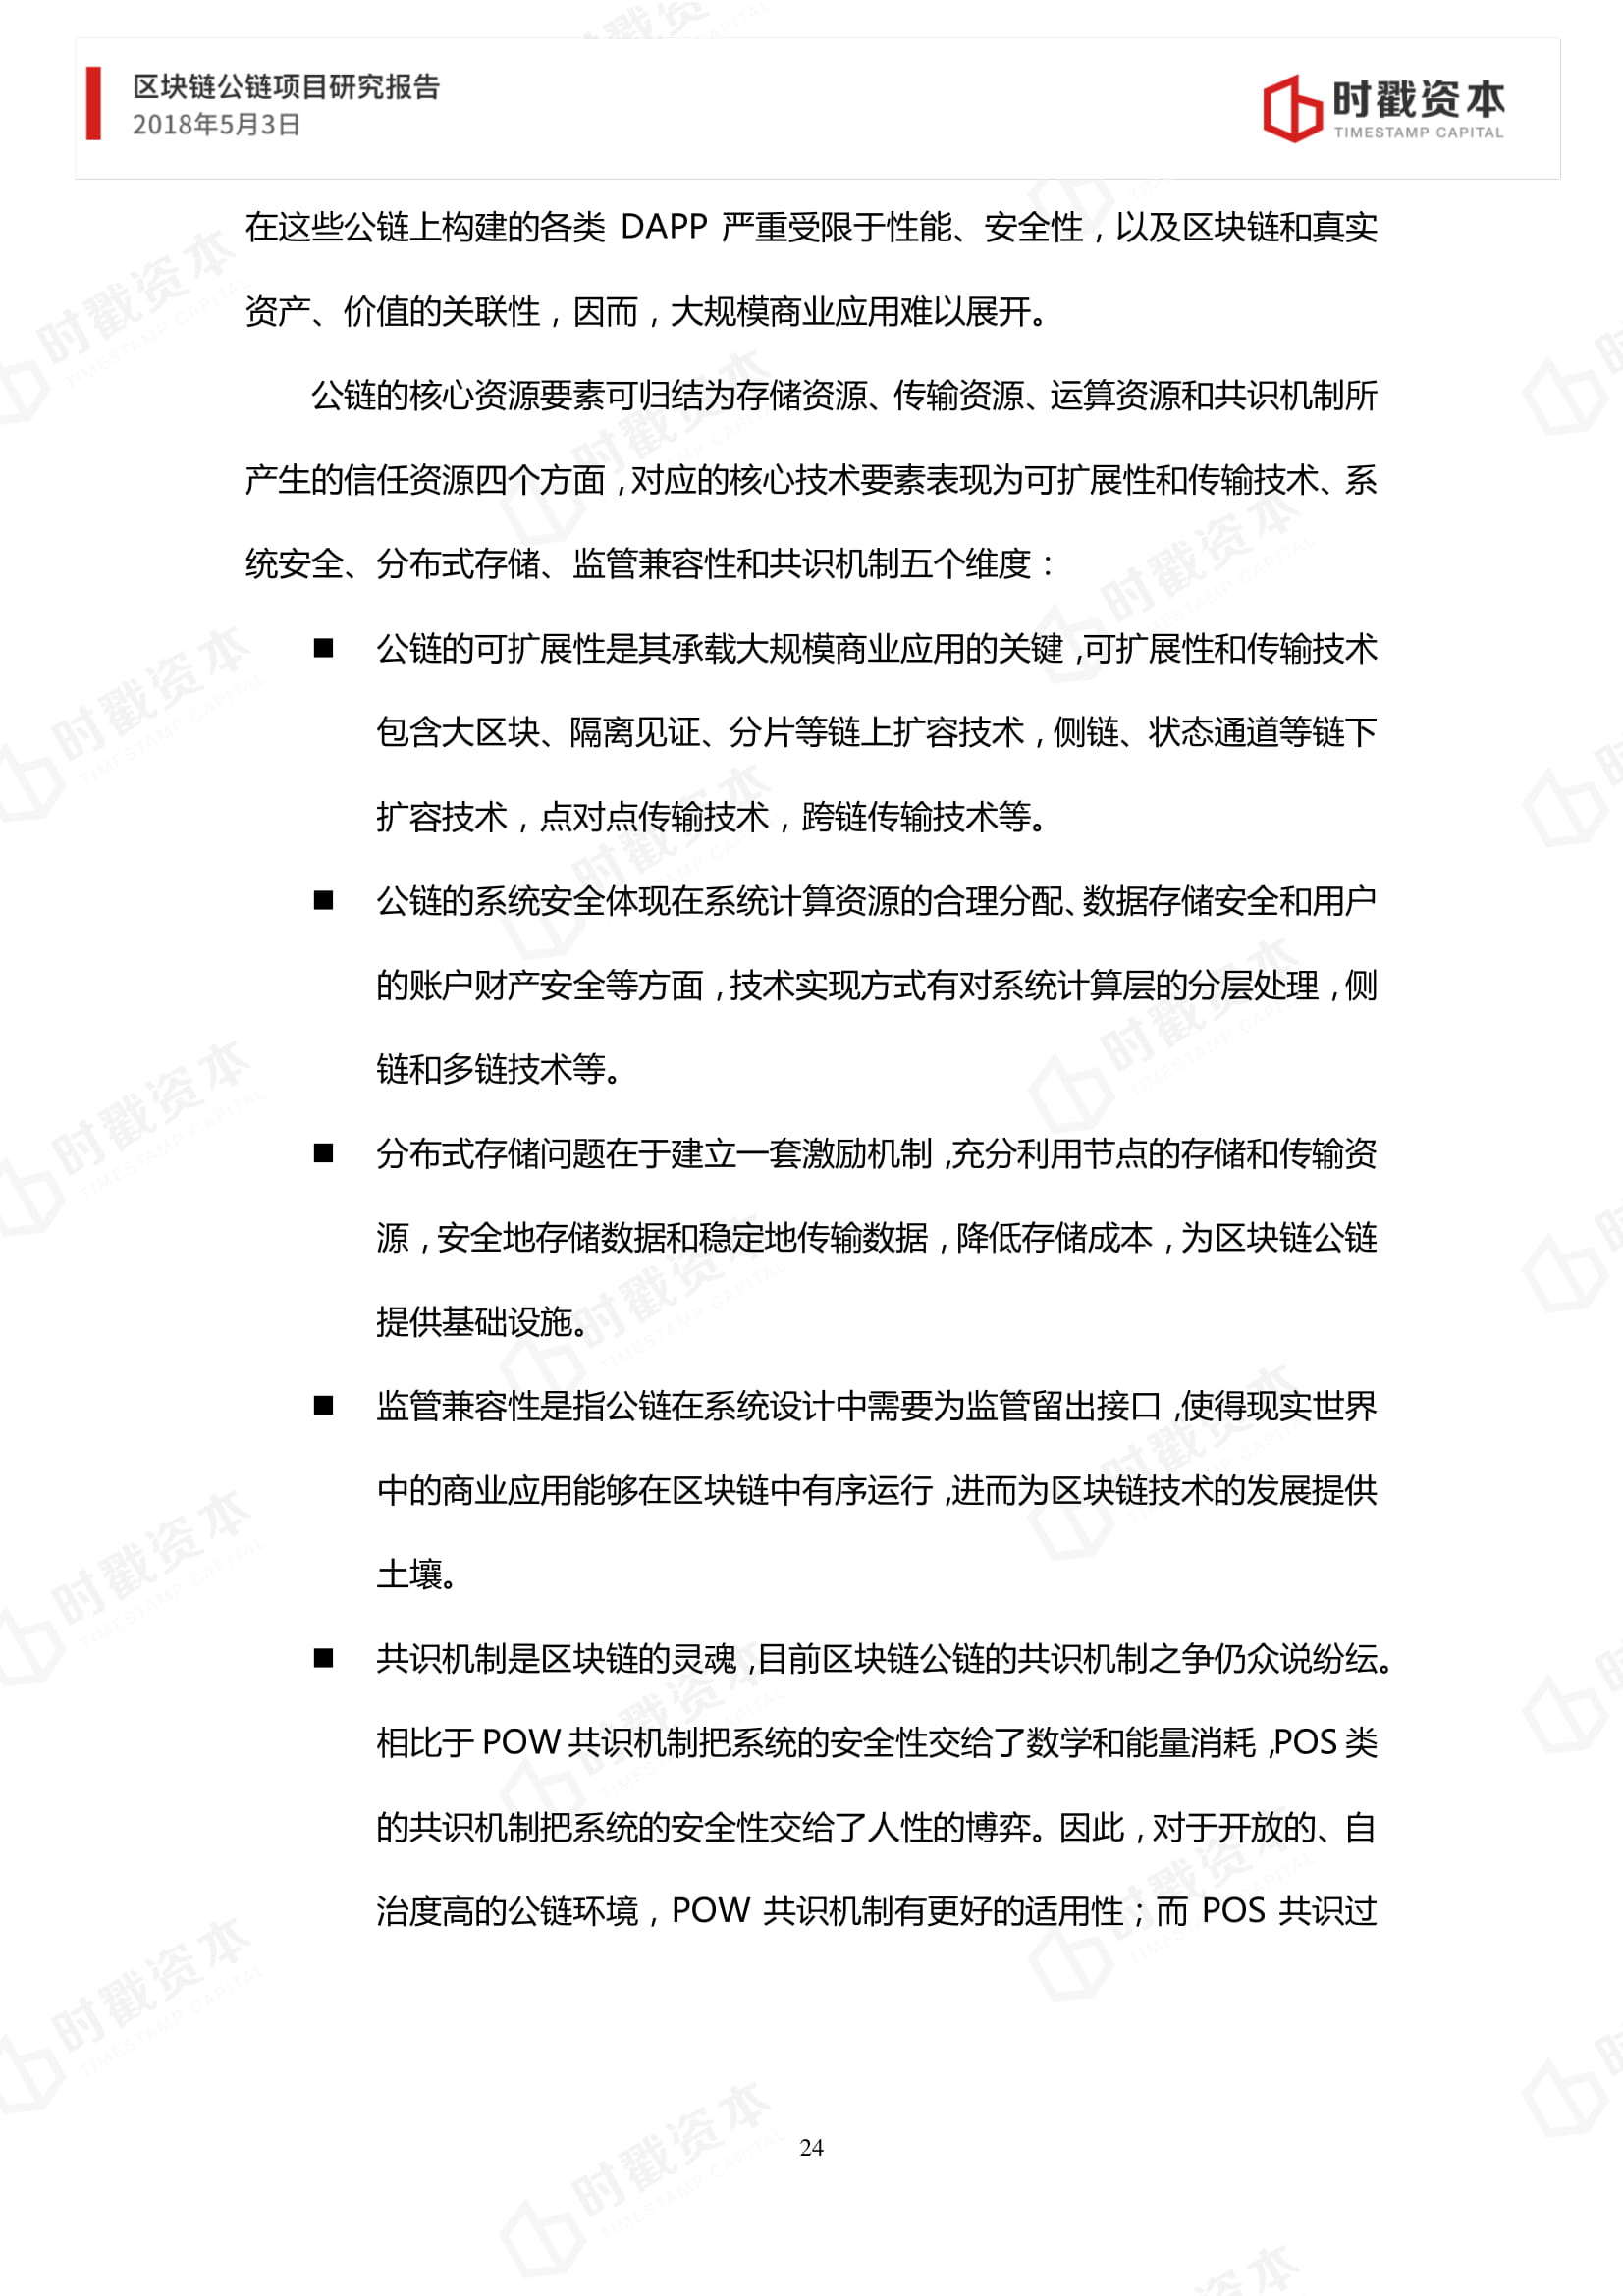 区块链公链项目研究报告
2018年5月3日
时戳资本
TIMESTAMP CAPITAL
在这些公链上构建的各类 DAPP 严重受限于性能、安全性，以及区块链和真实
资产、价值的关联性，因而，大规模商业应用难以展开。
公链的核心资源要素可归结为存储资源、传输资源、运算资源和共识机制所
产生的信任资源四个方面，对应的核心技术要素表现为可扩展性和传输技术、系
统安全、分布式存储、监管兼容性和共识机制五个维度：
■ 公链的可扩展性是其承载大规模商业应用的关键，可扩展性和传输技术
包含大区块、隔离见证、分片等链上扩容技术，侧链、状态通道等链下
扩容技术，点对点传输技术，跨链传输技术等。
■ 公链的系统安全体现在系统计算资源的合理分配、数据存储安全和用户
的账户财产安全等方面，技术实现方式有对系统计算层的分层处理，侧
链和多链技术等。
■ 分布式存储问题在于建立一套激励机制，充分利用节点的存储和传输资
源，安全地存储数据和稳定地传输数据，降低存储成本，为区块链公链
提供基础设施。
■ 监管兼容性是指公链在系统设计中需要为监管留出接口，使得现实世界
中的商业应用能够在区块链中有序运行，进而为区块链技术的发展提供
土壤。
■ 共识机制是区块链的灵魂，目前区块链公链的共识机制之争仍众说纷纭。
相比于 POW 共识机制把系统的安全性交给了数学和能量消耗，POS 类
的共识机制把系统的安全性交给了人性的博弈。因此，对于开放的、自
治度高的公链环境，POW 共识机制有更好的适用性；而 POS 共识过
24